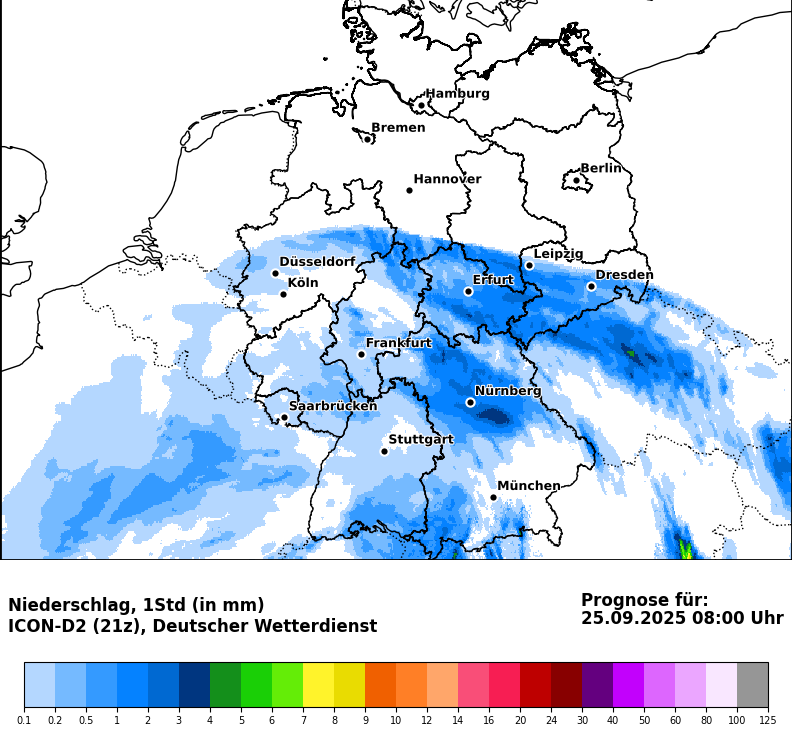 Hamburg
Bremen
Berlin
Hannover
Leipzig
Düsseldorf
Dresden
Erfurt
Köln
Frankfurt
Nürnberg
Saarbrücken
Stuttgart
München
Niederschlag, 1Std (in mm)
ICON-D2 (21z), Deutscher Wetterdienst
Prognose für:
25.09.2025 08:00 Uhr
0.1 0.2 0.5 1 2 3 4 5 6 7 8 9 10 12 14 16 20 24 30 40 50 60 80 100 125